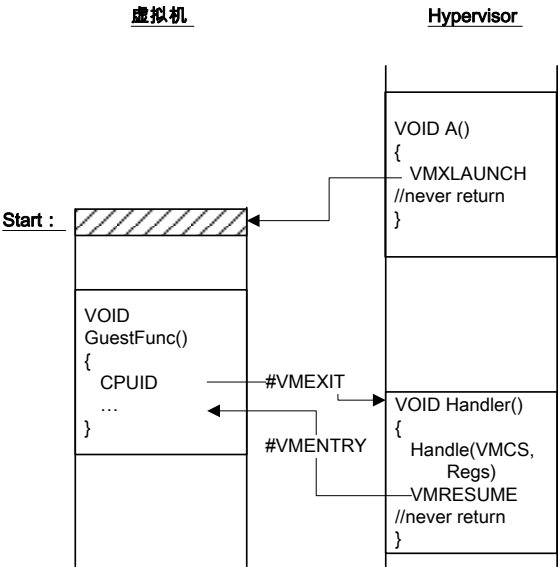 虚拟机
Hypervisor
VOID A()
{
VMXLAUNCH
//never return
}
Start：
VOID
GuestFunc()
{
CPUID
…
}
#VMEXIT
#VMENTRY
VOID Handler()
{
Handle(VMCS,
Regs)
VMRESUME
//never return
}